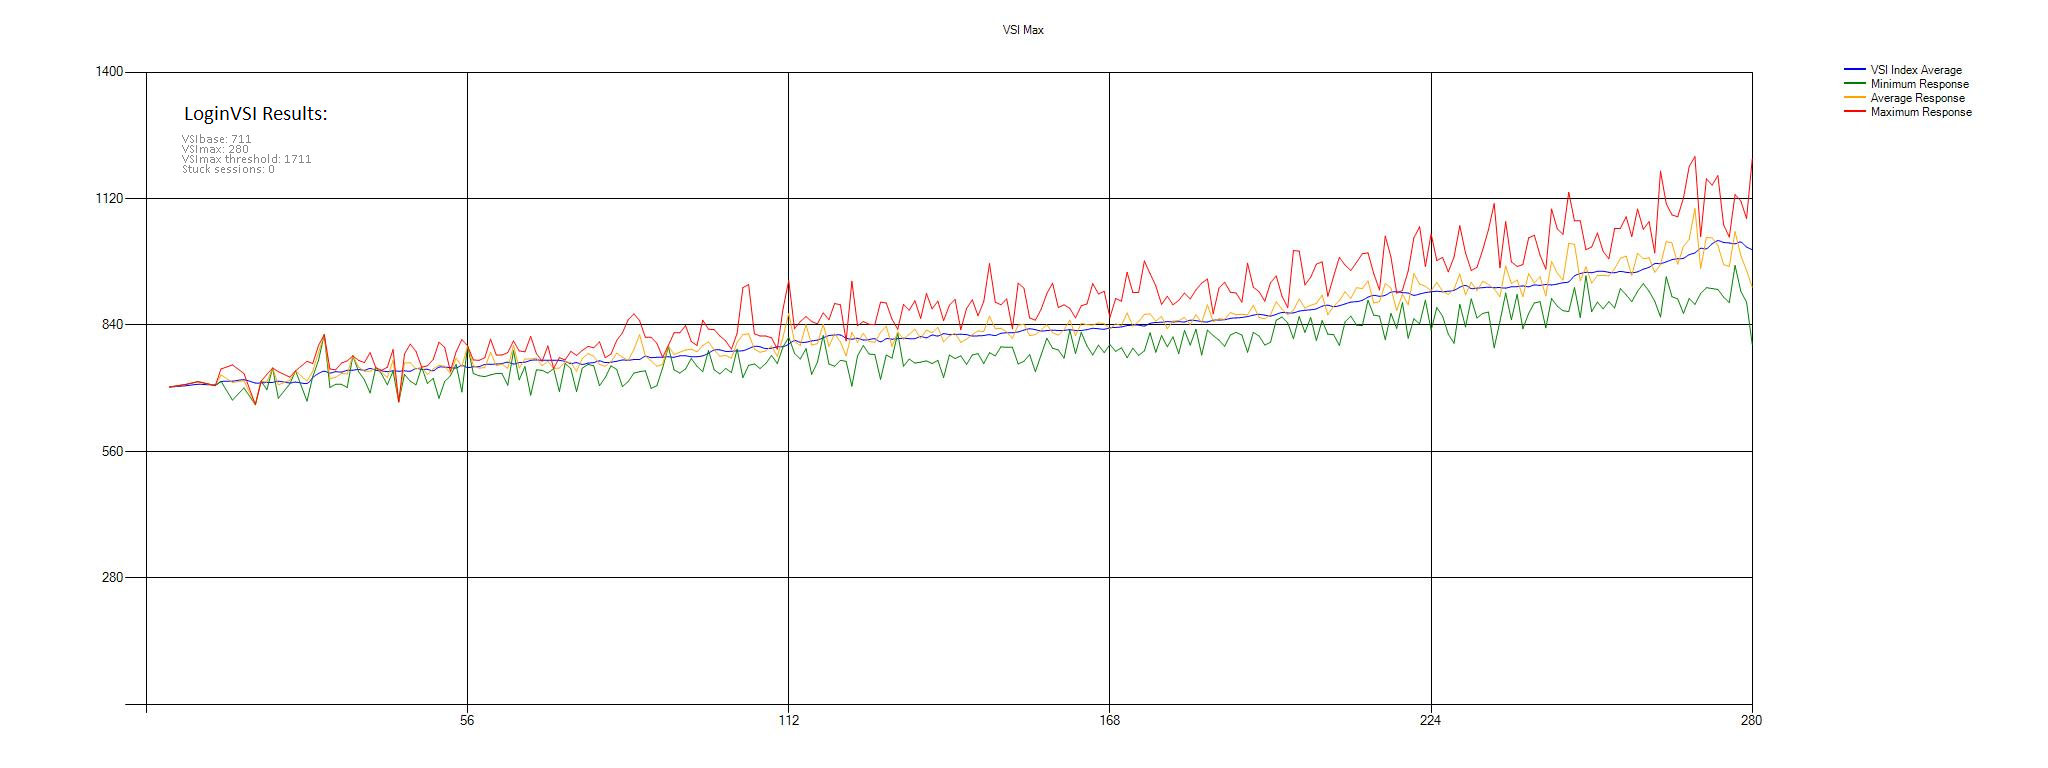 VSI Max
1400
1120
840
560
280
LoginVSI Results:
VSIbase: 711
VSImax: 280
VSImax threshold: 1711
Stuck sessions: 0
VSI Index Average
Minimum Response
Average Response
Maximum Response
56
112
168
224
280